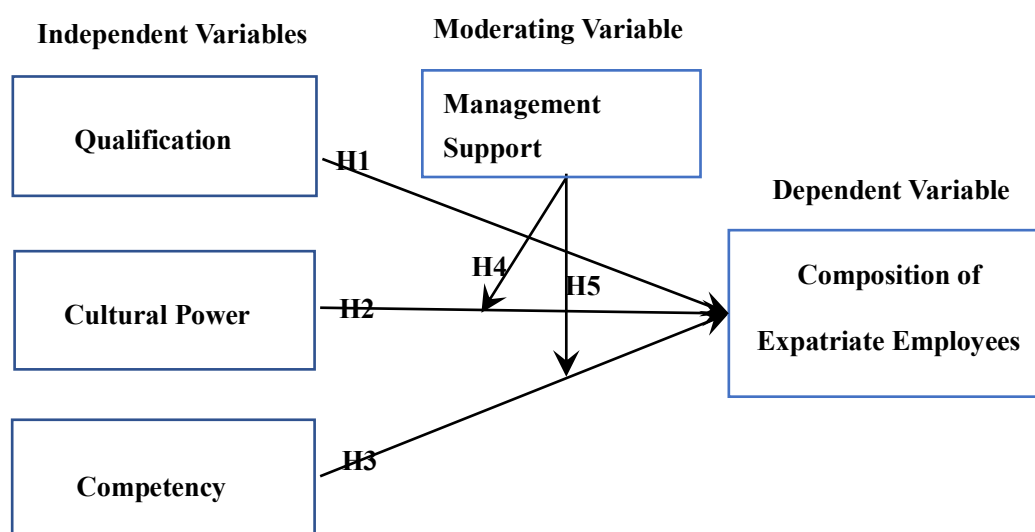 Independent Variables
Moderating Variable
Management
Support
Qualification
H1
Dependent Variable
Composition of
Expatriate Employees
H4
H5
Cultural Power
H2
H3
Competency